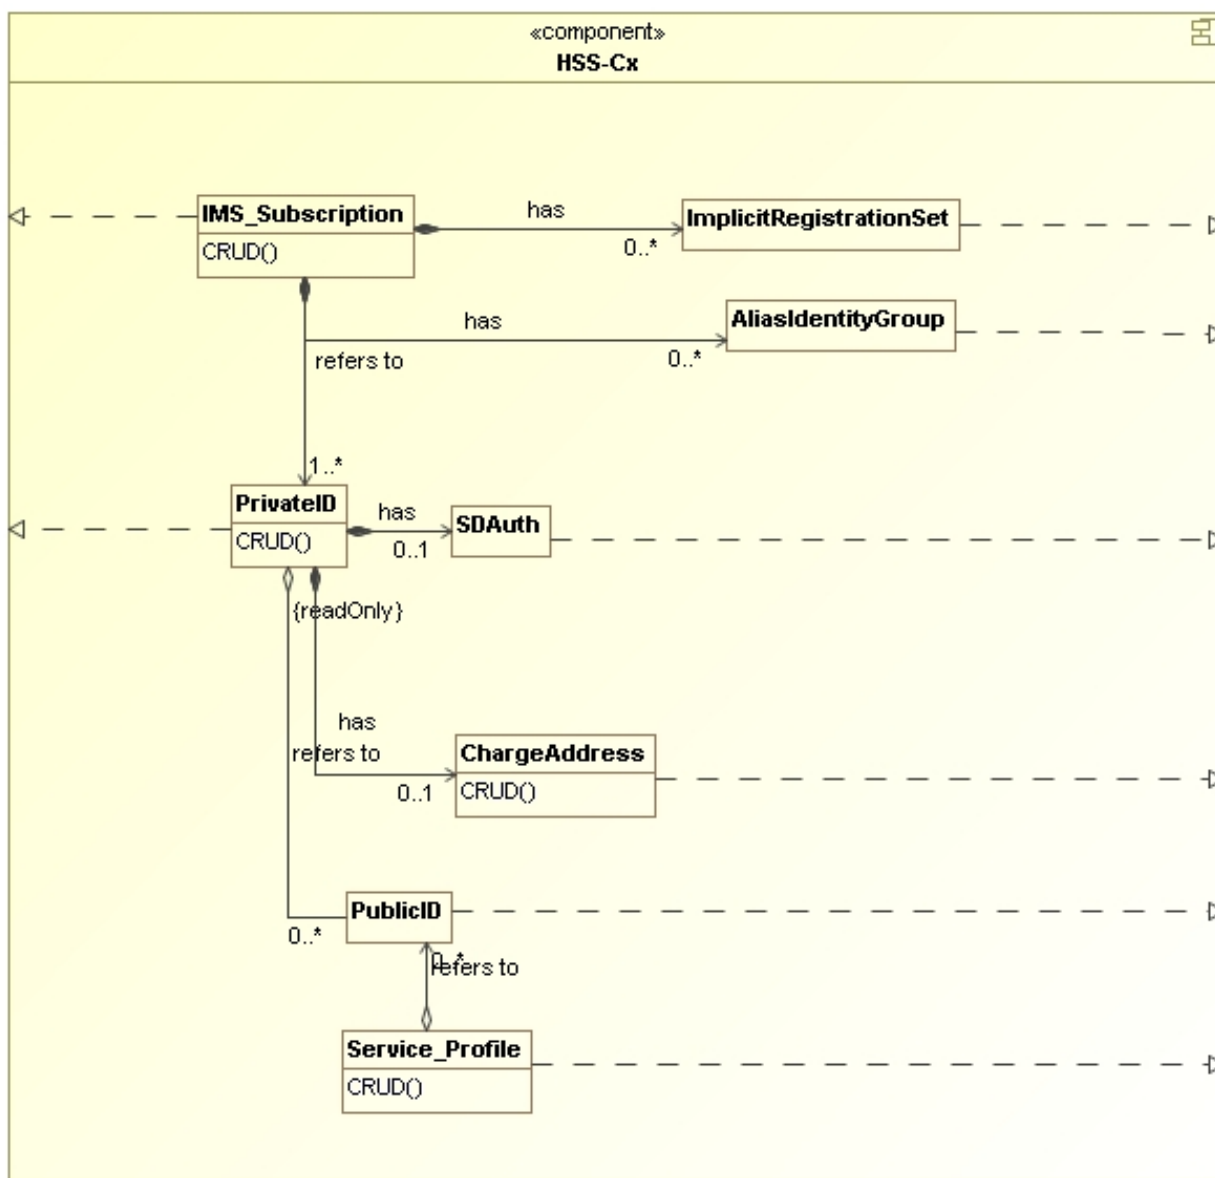 «component»
HSS-Cx
IMS_Subscription
CRUD()
has
0..*
ImplicitRegistrationSet
has
0..*
AliasIdentityGroup
refers to
1..*
PrivateID
CRUD()
has
0..1
SDAuth
{readOnly}
has
refers to
0..1
ChargeAddress
CRUD()
PublicID
0..*
0..*
refers to
Service_Profile
CRUD()